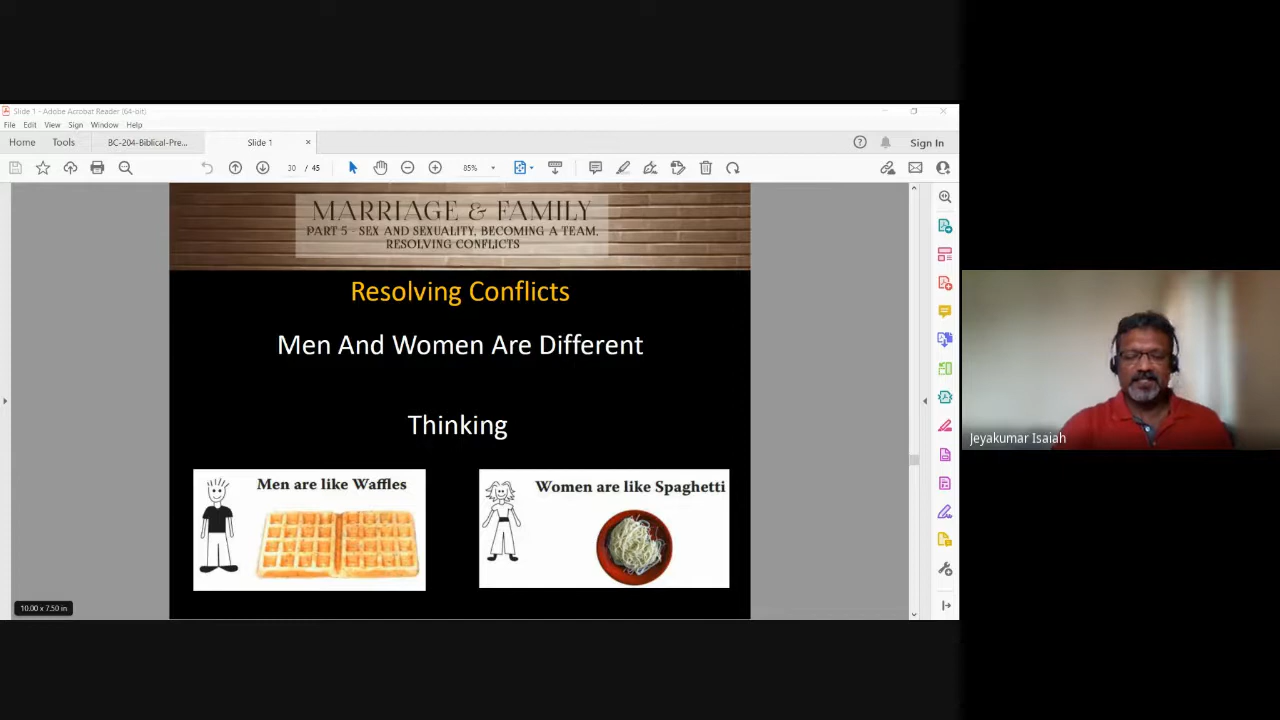 Slide 1 - Adobe Acrobat Reader (64-bit)
File Edit View Sign Window Help
Home Tools BC-204-Biblical-Pre... Slide 1 ×
Sign In
30 / 45 85%
MARRIAGE & FAMILY
PART 5 - SEX AND SEXUALITY, BECOMING A TEAM,
RESOLVING CONFLICTS
Resolving Conflicts
Men And Women Are Different
Thinking
Men are like Waffles
Women are like Spaghetti
10.00 x 7.50 in
Jeyakumar Isaiah